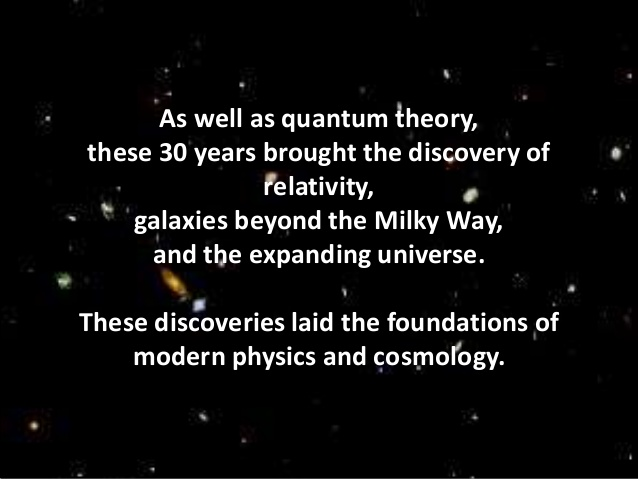 As well as quantum theory,
these 30 years brought the discovery of
relativity,
galaxies beyond the Milky Way,
and the expanding universe.
These discoveries laid the foundations of
modern physics and cosmology.